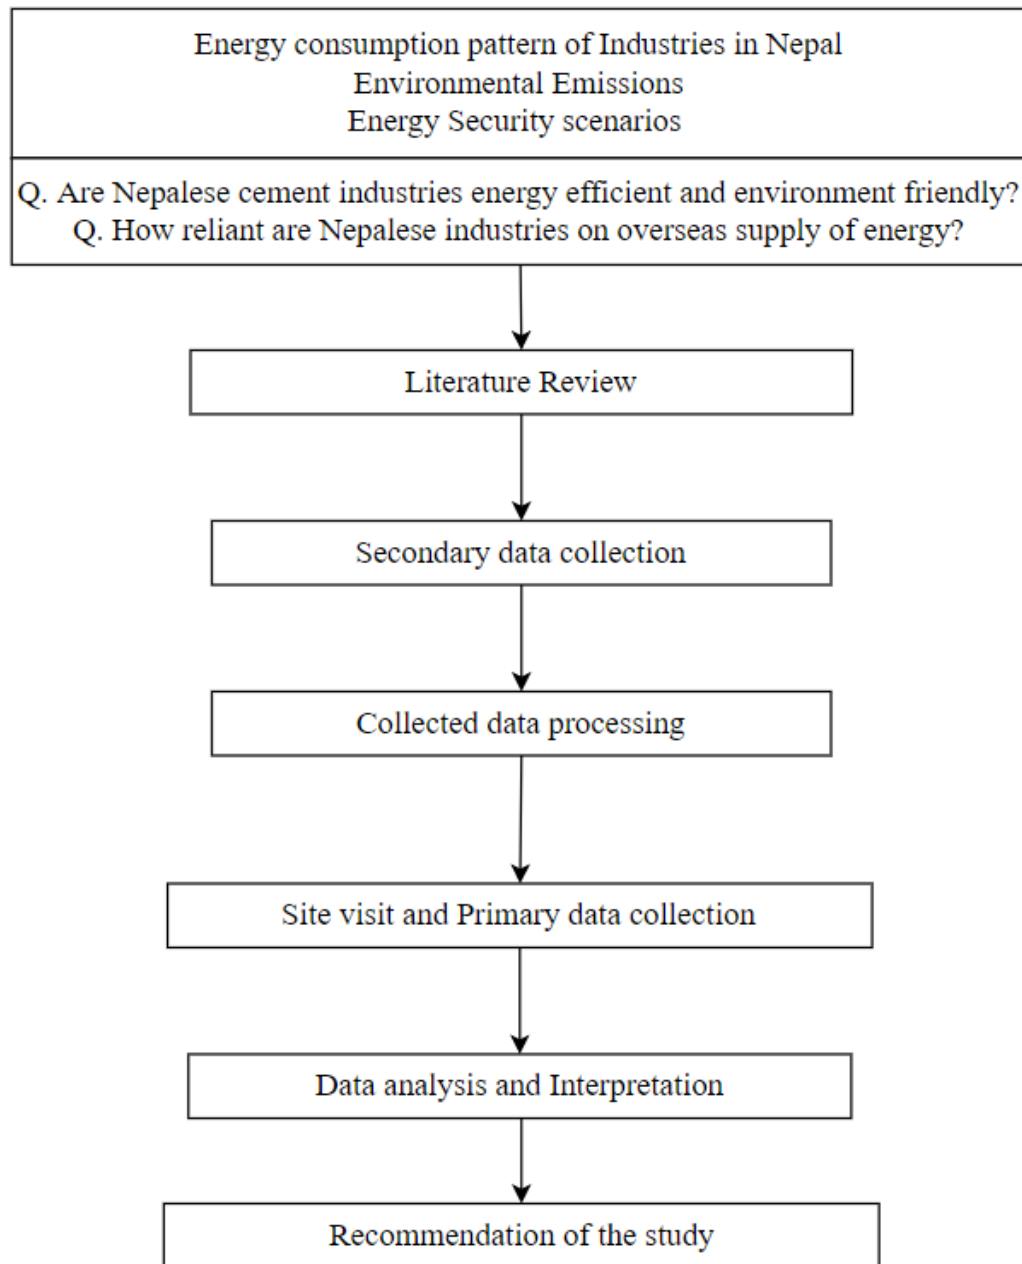 Energy consumption pattern of Industries in Nepal
Environmental Emissions
Energy Security scenarios
Q. Are Nepalese cement industries energy efficient and environment friendly?
Q. How reliant are Nepalese industries on overseas supply of energy?
Literature Review
Secondary data collection
Collected data processing
Site visit and Primary data collection
Data analysis and Interpretation
Recommendation of the study